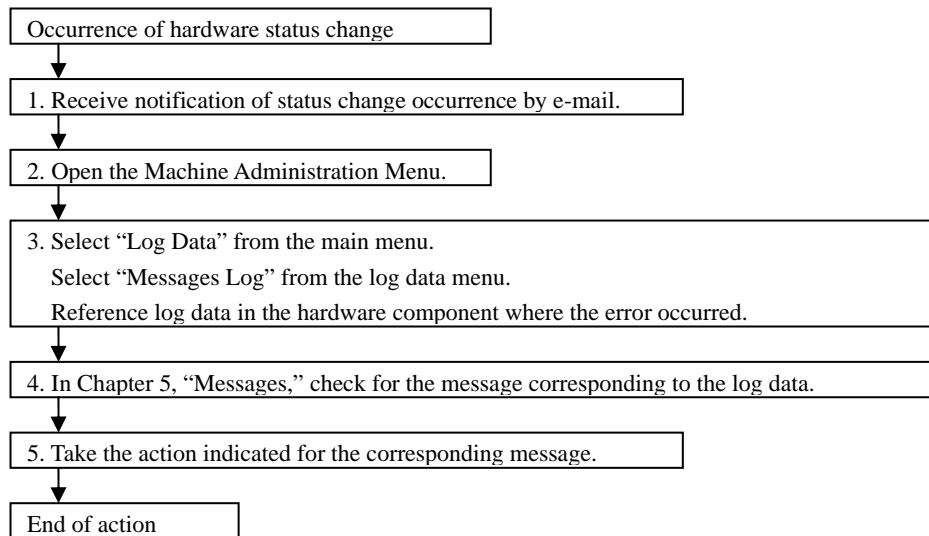 Occurrence of hardware status change
1. Receive notification of status change occurrence by e-mail.
2. Open the Machine Administration Menu.
3. Select “Log Data” from the main menu.
Select “Messages Log” from the log data menu.
Reference log data in the hardware component where the error occurred.
4. In Chapter 5, “Messages,” check for the message corresponding to the log data.
5. Take the action indicated for the corresponding message.
End of action